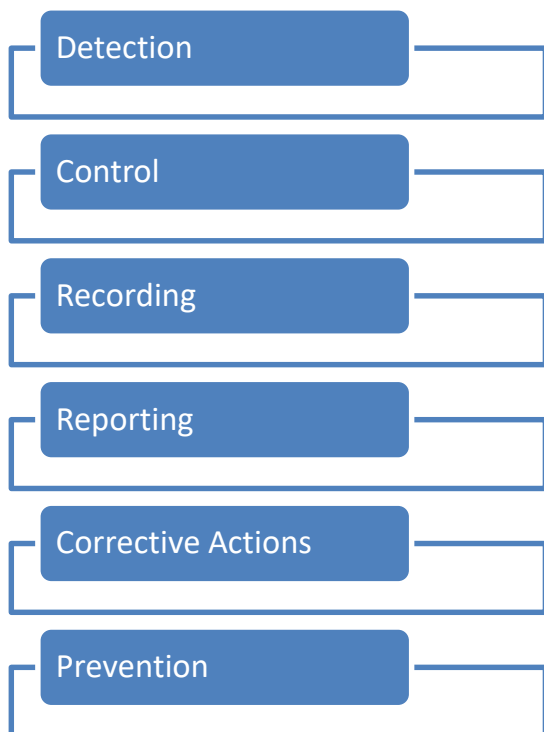 Detection
Control
Recording
Reporting
Corrective Actions
Prevention